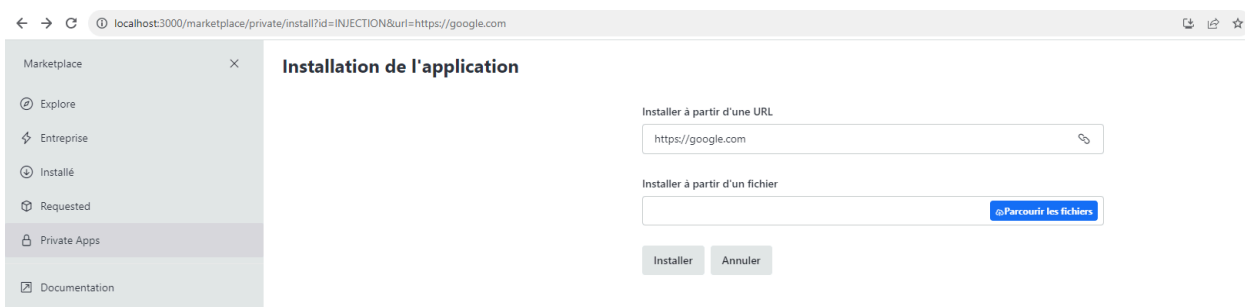 localhost:3000/marketplace/private/install?id=INJECTION&url=https://google.com
Marketplace
Explore
Entreprise
Installé
Requested
Private Apps
Documentation
Installation de l'application
Installer à partir d'une URL
https://google.com
Installer à partir d'un fichier
Parcourir les fichiers
Installer Annuler